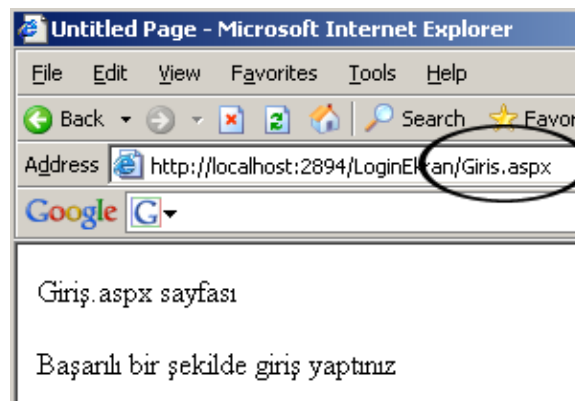 Untitled Page - Microsoft Internet Explorer
File Edit View Favorites Tools Help
Back Search Favor
Address http://localhost:2894/LoginEkran/Giris.aspx
Google G
Giriş.aspx sayfası
Başarılı bir şekilde giriş yaptınız